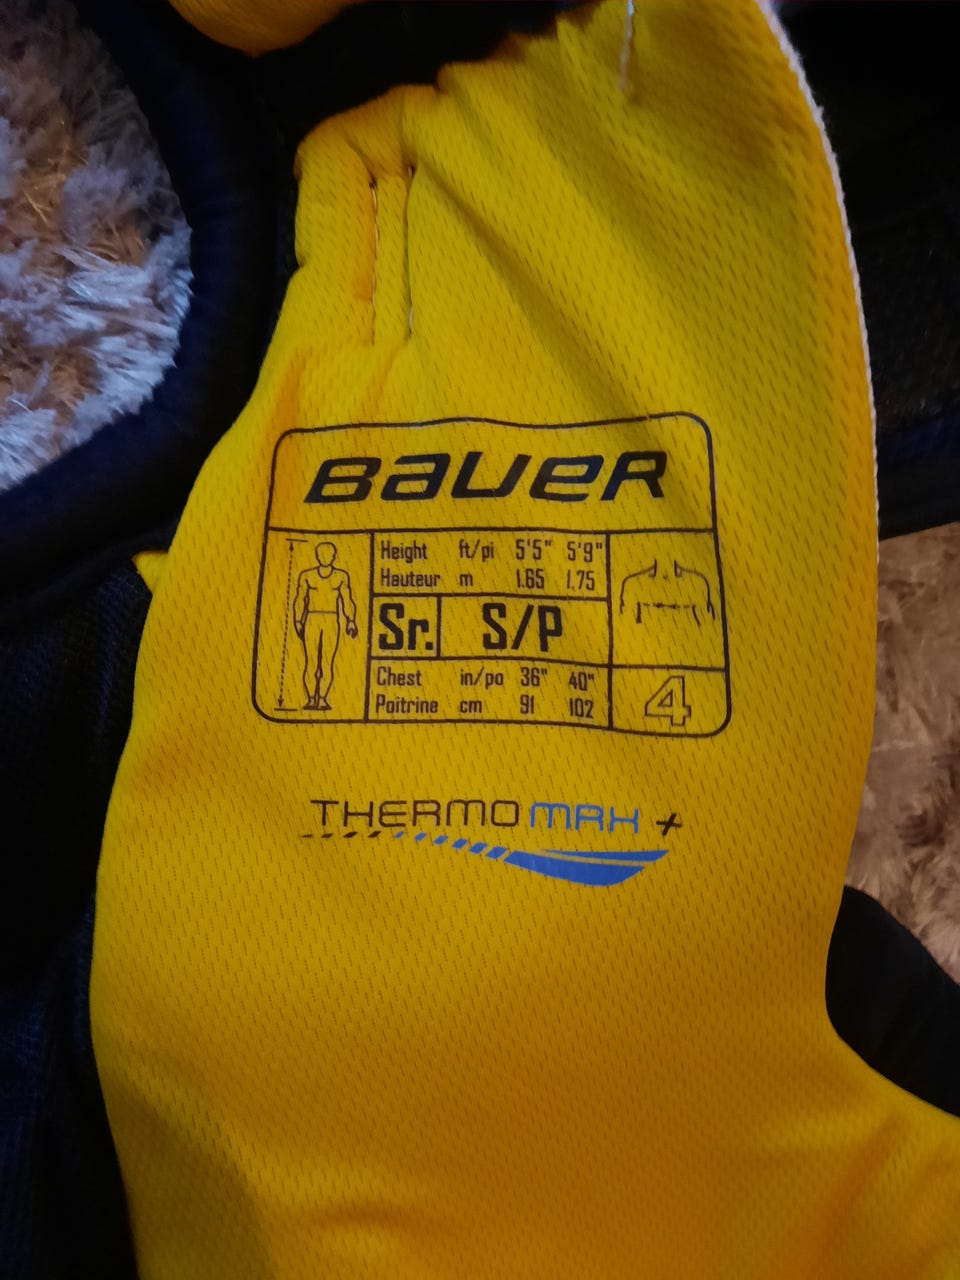 BAUER
Height ft/pi 5'5" 5'9"
Hauteur m 1.65 1.75
Sr. S/P
Chest in/po 36" 40"
Poitrine cm 91 102
4
THERMOMAX +